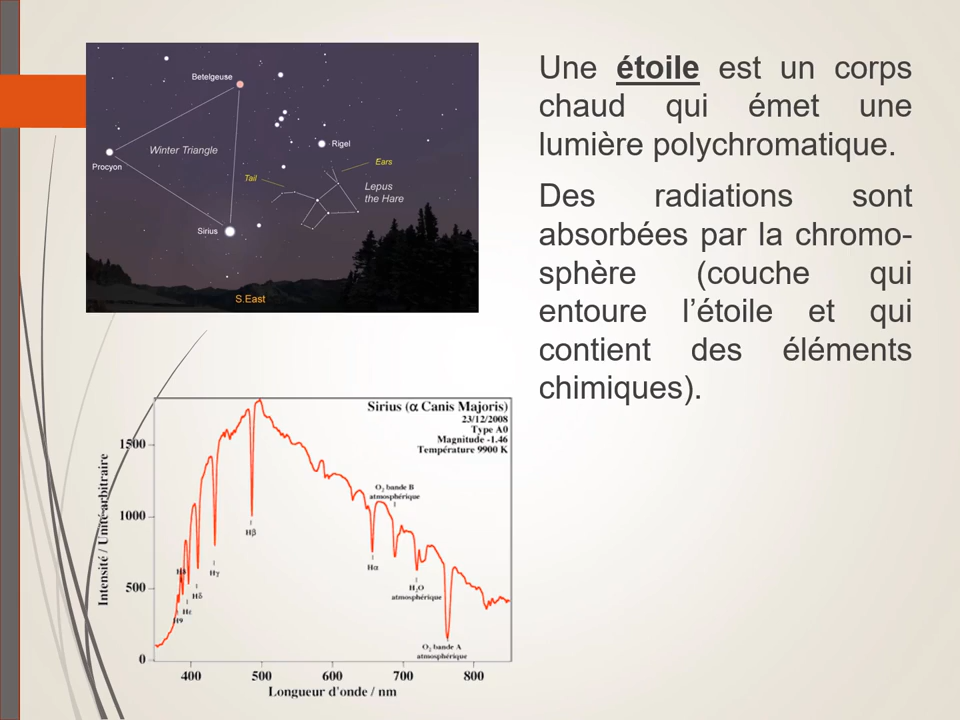 Betelgeuse
Winter Triangle
Rigel
Procyon
Ears
Tail
Lepus
the Hare
Sirius
S.East
Une étoile est un corps
chaud qui émet une
lumière polychromatique.
Des radiations sont
absorbées par la chromo-
sphère (couche qui
entoure l’étoile et qui
contient des éléments
chimiques).
Sirius (α Canis Majoris)
23/12/2008
Type A0
Magnitude -1.46
Température 9900 K
Intensité / Unité arbitraire
1500
1000
500
0
O₂ bande B
atmosphérique
Hβ
Hα
Hγ
Hδ
Hε
H9
H₂O
atmosphérique
O₂ bande A
atmosphérique
400 500 600 700 800
Longueur d'onde / nm